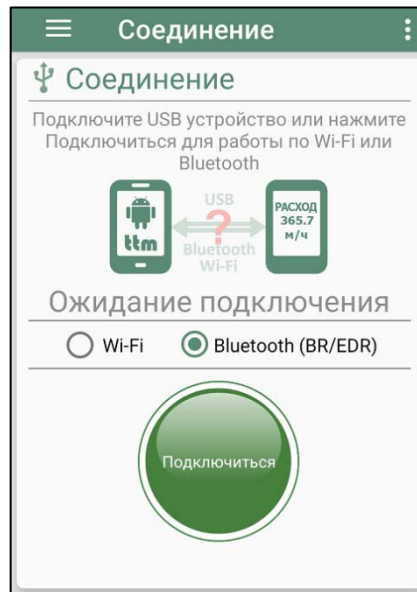 Соединение
Соединение
Подключите USB устройство или нажмите
Подключиться для работы по Wi-Fi или
Bluetooth
USB
ttm
?
РАСХОД
365.7
м/ч
Bluetooth
Wi-Fi
Ожидание подключения
Wi-Fi
Bluetooth (BR/EDR)
Подключиться